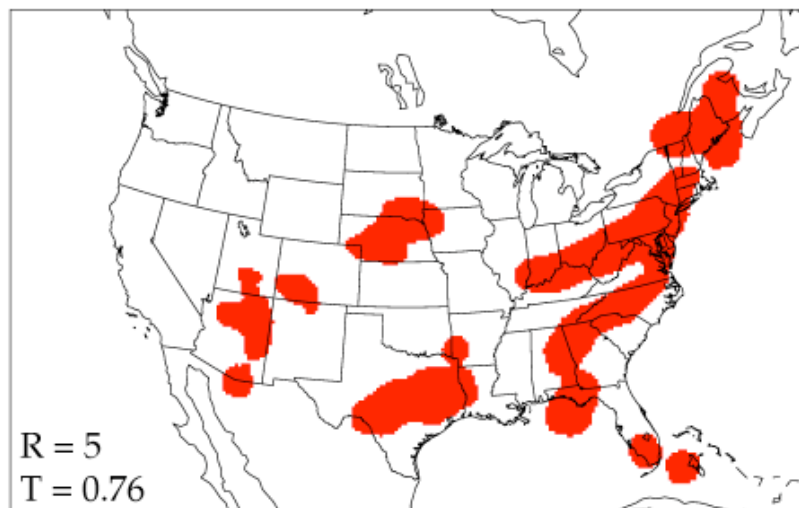 R = 5
T = 0.76